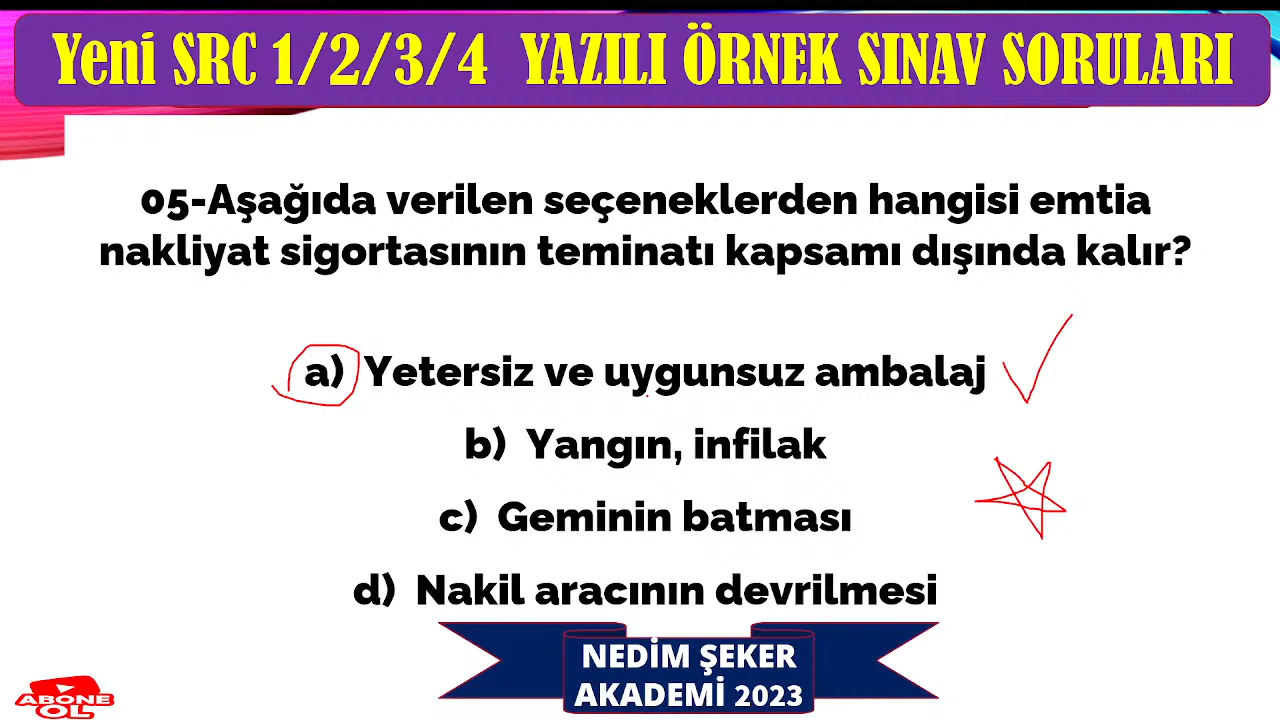 Yeni SRC 1/2/3/4 YAZILI ÖRNEK SINAV SORULARI
05-Aşağıda verilen seçeneklerden hangisi emtia
nakliyat sigortasının teminatı kapsamı dışında kalır?
a) Yetersiz ve uygunsuz ambalaj
b) Yangın, infilak
c) Geminin batması
d) Nakil aracının devrilmesi
NEDİM ŞEKER
AKADEMİ 2023
ABONE
OL